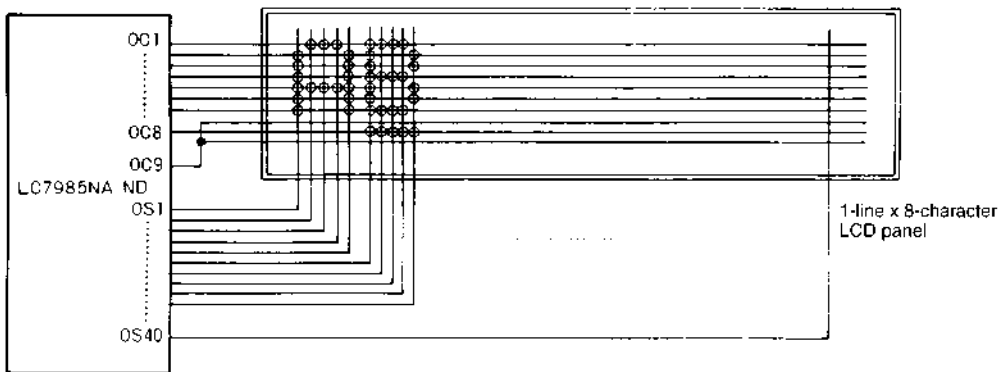 OC1
OC8
OC9
LC7985NA ND
OS1
OS40
1-line x 8-character
LCD panel